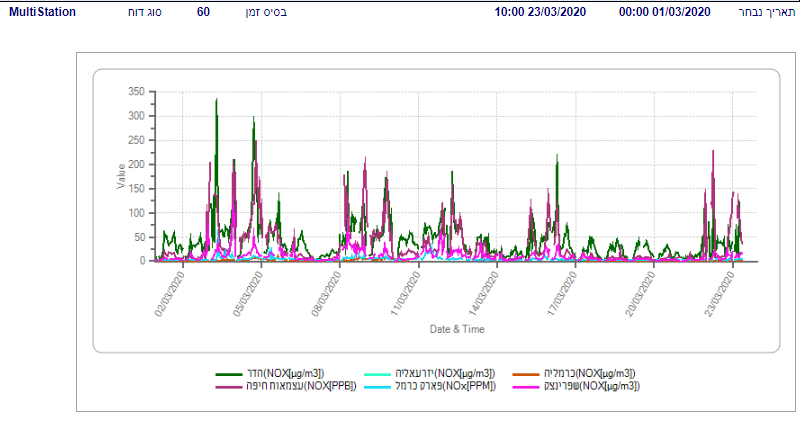 תאריך נבחר 01/03/2020 00:00 23/03/2020 10:00 בסיס זמן 60 סוג דוח MultiStation
350
300
250
200
150
100
50
0
Value
02/03/2020 05/03/2020 08/03/2020 11/03/2020 14/03/2020 17/03/2020 20/03/2020 23/03/2020
Date & Time
הדר(NOX[µg/m3]) יזרעאליה(NOX[µg/m3]) כרמליה(NOX[µg/m3])
עצמאות חיפה(NOX[PPB]) פארק כרמל(NOx[PPM]) שפרינצק(NOX[µg/m3])